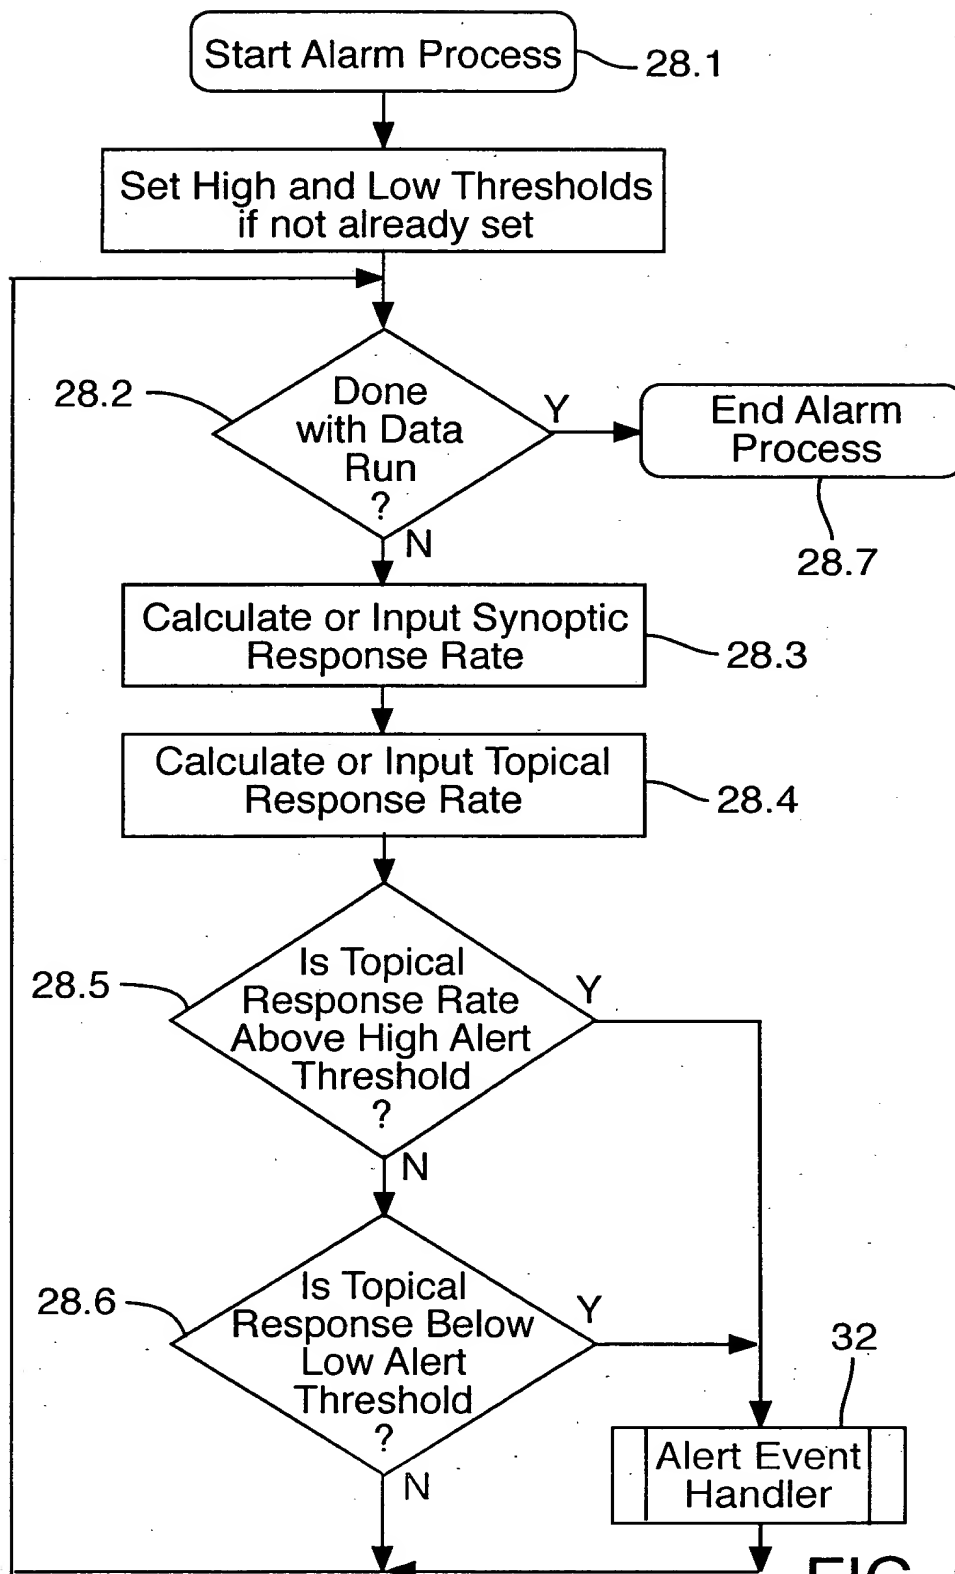 Start Alarm Process
28.1
Set High and Low Thresholds
if not already set
28.2
Done
with Data
Run
?
Y
N
End Alarm
Process
28.7
Calculate or Input Synoptic
Response Rate
28.3
Calculate or Input Topical
Response Rate
28.4
28.5
Is Topical
Response Rate
Above High Alert
Threshold
?
Y
N
28.6
Is Topical
Response Below
Low Alert
Threshold
?
Y
N
32
Alert Event
Handler
FIG